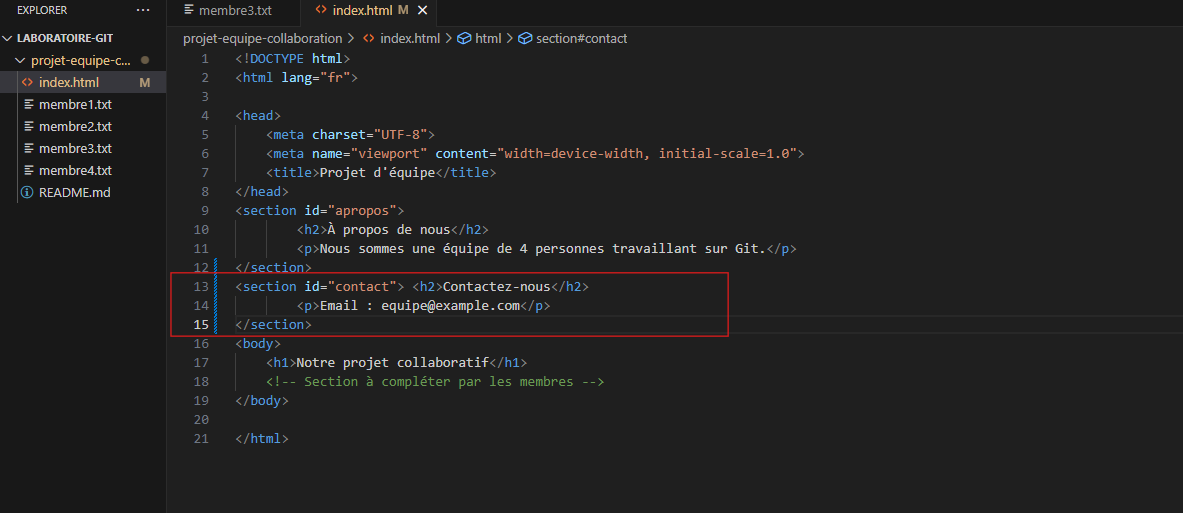 EXPLORER ···
LABORATOIRE-GIT
projet-equipe-c...
index.html M
membre1.txt
membre2.txt
membre3.txt
membre4.txt
README.md
membre3.txt
index.html M
projet-equipe-collaboration > index.html > html > section#contact
1 <!DOCTYPE html>
2 <html lang="fr">
3
4 <head>
5 <meta charset="UTF-8">
6 <meta name="viewport" content="width=device-width, initial-scale=1.0">
7 <title>Projet d'équipe</title>
8 </head>
9 <section id="apropos">
10 <h2>À propos de nous</h2>
11 <p>Nous sommes une équipe de 4 personnes travaillant sur Git.</p>
12 </section>
13 <section id="contact"> <h2>Contactez-nous</h2>
14 <p>Email : equipe@example.com</p>
15 </section>
16 <body>
17 <h1>Notre projet collaboratif</h1>
18 <!-- Section à compléter par les membres -->
19 </body>
20
21 </html>